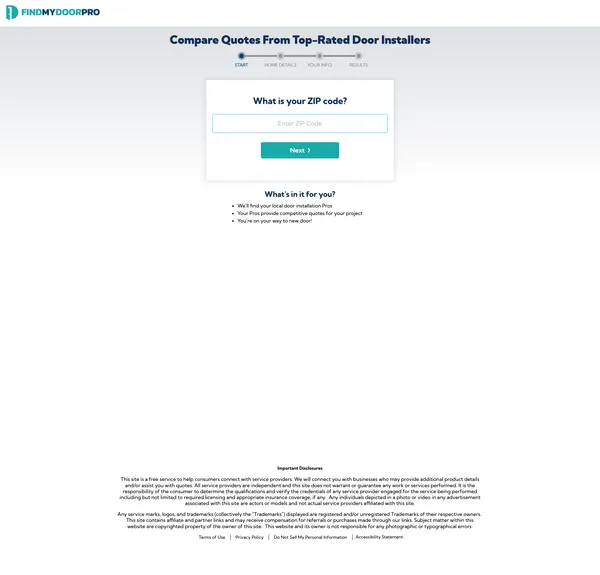 FINDMYDOORPRO
Compare Quotes From Top-Rated Door Installers
START HOME DETAILS YOUR INFO RESULTS
What is your ZIP code?
Enter ZIP Code
Next ❯
What's in it for you?
• We'll find your local door installation Pros
• Your Pros provide competitive quotes for your project
• You're on your way to new door!
Important Disclosures
This site is a free service to help consumers connect with service providers. We will connect you with businesses who may provide additional product details
and/or assist you with quotes. All service providers are independent and this site does not warrant or guarantee any work or services performed. It is the
responsibility of the consumer to determine the qualifications and verify the credentials of any service provider engaged for the service being performed
including but not limited to required licensing and appropriate insurance coverage, if any. Any individuals depicted in a photo or video in any advertisement
associated with this site are actors or models and not actual service providers affiliated with this site.
Any service marks, logos, and trademarks (collectively the "Trademarks") displayed are registered and/or unregistered Trademarks of their respective owners.
This site contains affiliate and partner links and may receive compensation for referrals or purchases made through our links. Subject matter within this
website are copyrighted property of the owner of this site. This website and its owner is not responsible for any photographic or typographical errors
Terms of Use | Privacy Policy | Do Not Sell My Personal Information | Accessibility Statement